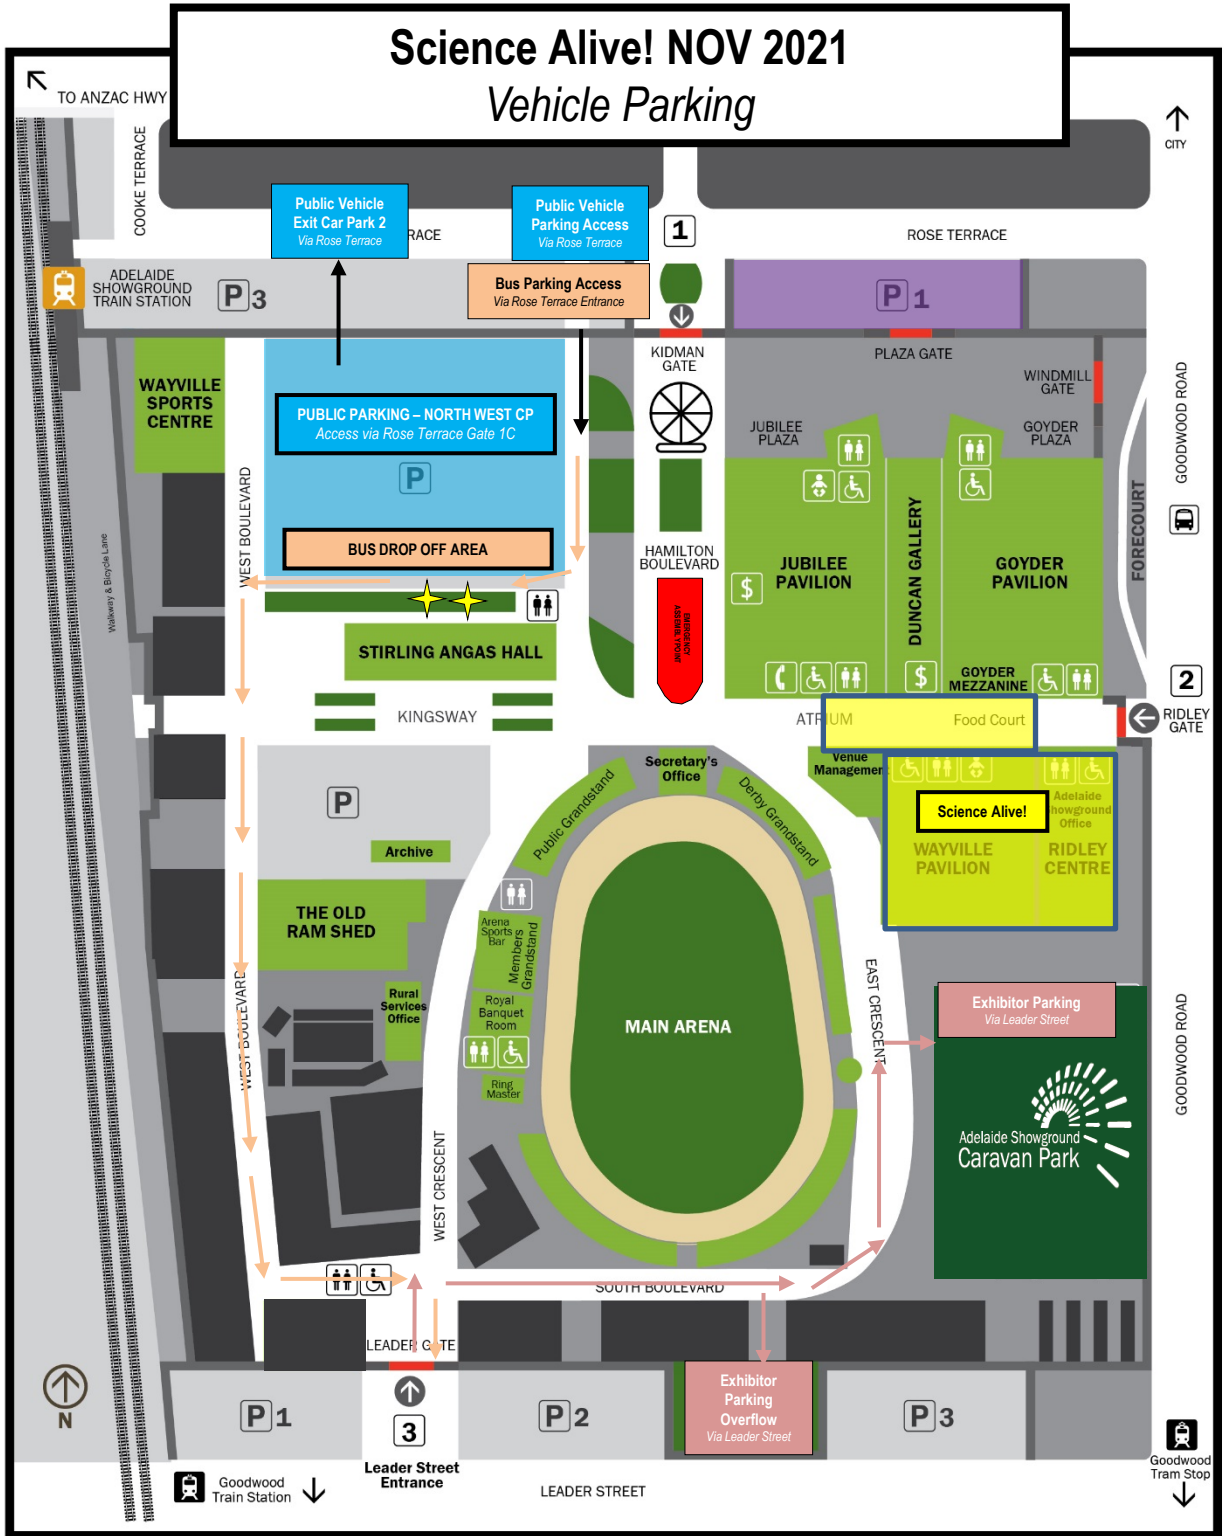 Science Alive! NOV 2021
Vehicle Parking
TO ANZAC HWY
CITY
COOKE TERRACE
Public Vehicle
Exit Car Park 2
Via Rose Terrace
RACE
Public Vehicle
Parking Access
Via Rose Terrace
1
ROSE TERRACE
Bus Parking Access
Via Rose Terrace Entrance
ADELAIDE
SHOWGROUND
TRAIN STATION
P3
P1
KIDMAN
GATE
PLAZA GATE
WINDMILL
GATE
WAYVILLE
SPORTS
CENTRE
PUBLIC PARKING – NORTH WEST CP
Access via Rose Terrace Gate 1C
P
JUBILEE
PLAZA
GOYDER
PLAZA
GOODWOOD ROAD
WEST BOULEVARD
Walkway & Bicycle Lane
BUS DROP OFF AREA
HAMILTON
BOULEVARD
JUBILEE
PAVILION
DUNCAN GALLERY
GOYDER
PAVILION
FORECOURT
$
EMERGENCY
ASSEMBLY POINT
STIRLING ANGAS HALL
$
GOYDER
MEZZANINE
2
RIDLEY
GATE
KINGSWAY
ATRIUM
Food Court
Secretary's
Office
Venue
Management
Public Grandstand
Derby Grandstand
P
Science Alive!
Adelaide
howground
Office
WAYVILLE
PAVILION
RIDLEY
CENTRE
Archive
THE OLD
RAM SHED
Arena
Sports
Bar
Members
Grandstand
Rural
Services
Office
Royal
Banquet
Room
Ring
Master
MAIN ARENA
EAST CRESCENT
Exhibitor Parking
Via Leader Street
GOODWOOD ROAD
WEST BOULEVARD
WEST CRESCENT
Adelaide Showground
Caravan Park
SOUTH BOULEVARD
LEADER GATE
N
P1
3
P2
Exhibitor
Parking
Overflow
Via Leader Street
P3
Leader Street
Entrance
Goodwood
Train Station
LEADER STREET
Goodwood
Tram Stop